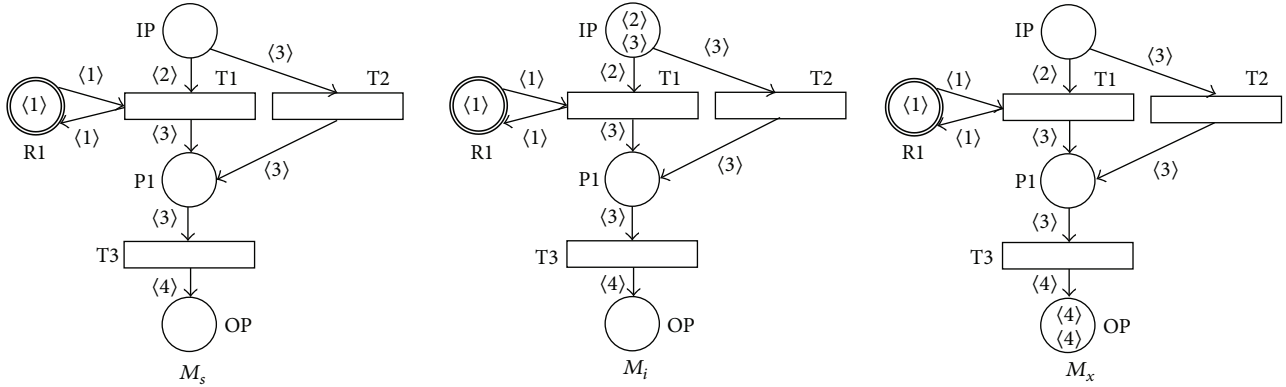 IP
⟨3⟩
⟨1⟩
⟨2⟩
T1
T2
⟨1⟩
⟨1⟩
⟨3⟩
R1
⟨3⟩
P1
⟨3⟩
T3
⟨4⟩
OP
M_s
IP
⟨2⟩
⟨3⟩
⟨3⟩
⟨1⟩
⟨2⟩
T1
T2
⟨1⟩
⟨1⟩
⟨3⟩
R1
⟨3⟩
P1
⟨3⟩
T3
⟨4⟩
OP
M_i
IP
⟨3⟩
⟨1⟩
⟨2⟩
T1
T2
⟨1⟩
⟨1⟩
⟨3⟩
R1
⟨3⟩
P1
⟨3⟩
T3
⟨4⟩
⟨4⟩
⟨4⟩
OP
M_x